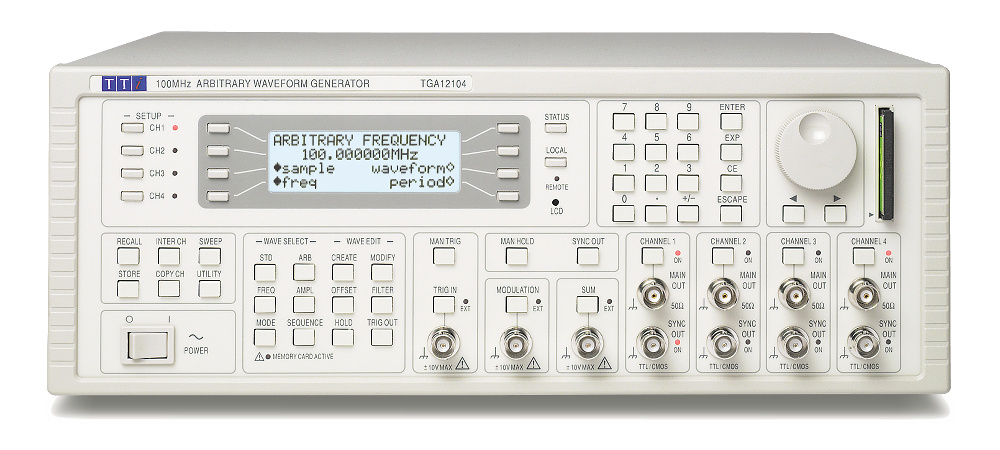 TTi 100MHz ARBITRARY WAVEFORM GENERATOR TGA12104
SETUP
CH1
CH2
CH3
CH4
ARBITRARY FREQUENCY
100.000000MHz
◆sample waveform◇
◆freq period◇
STATUS
LOCAL
REMOTE
LCD
7 8 9 ENTER
4 5 6 EXP
1 2 3 CE
0 . +/- ESCAPE
◀ ▶
RECALL INTER CH SWEEP
STORE COPY CH UTILITY
WAVE SELECT WAVE EDIT
STD ARB CREATE MODIFY
FREQ AMPL OFFSET FILTER
MODE SEQUENCE HOLD TRIG OUT
MEMORY CARD ACTIVE
O I
POWER
MAN TRIG
TRIG IN
EXT
±10V MAX
MAN HOLD SYNC OUT
MODULATION
EXT
±10V MAX
SUM
EXT
±10V MAX
CHANNEL 1
ON
MAIN OUT
50Ω
SYNC OUT
ON
TTL/CMOS
CHANNEL 2
ON
MAIN OUT
50Ω
SYNC OUT
ON
TTL/CMOS
CHANNEL 3
ON
MAIN OUT
50Ω
SYNC OUT
ON
TTL/CMOS
CHANNEL 4
ON
MAIN OUT
50Ω
SYNC OUT
ON
TTL/CMOS